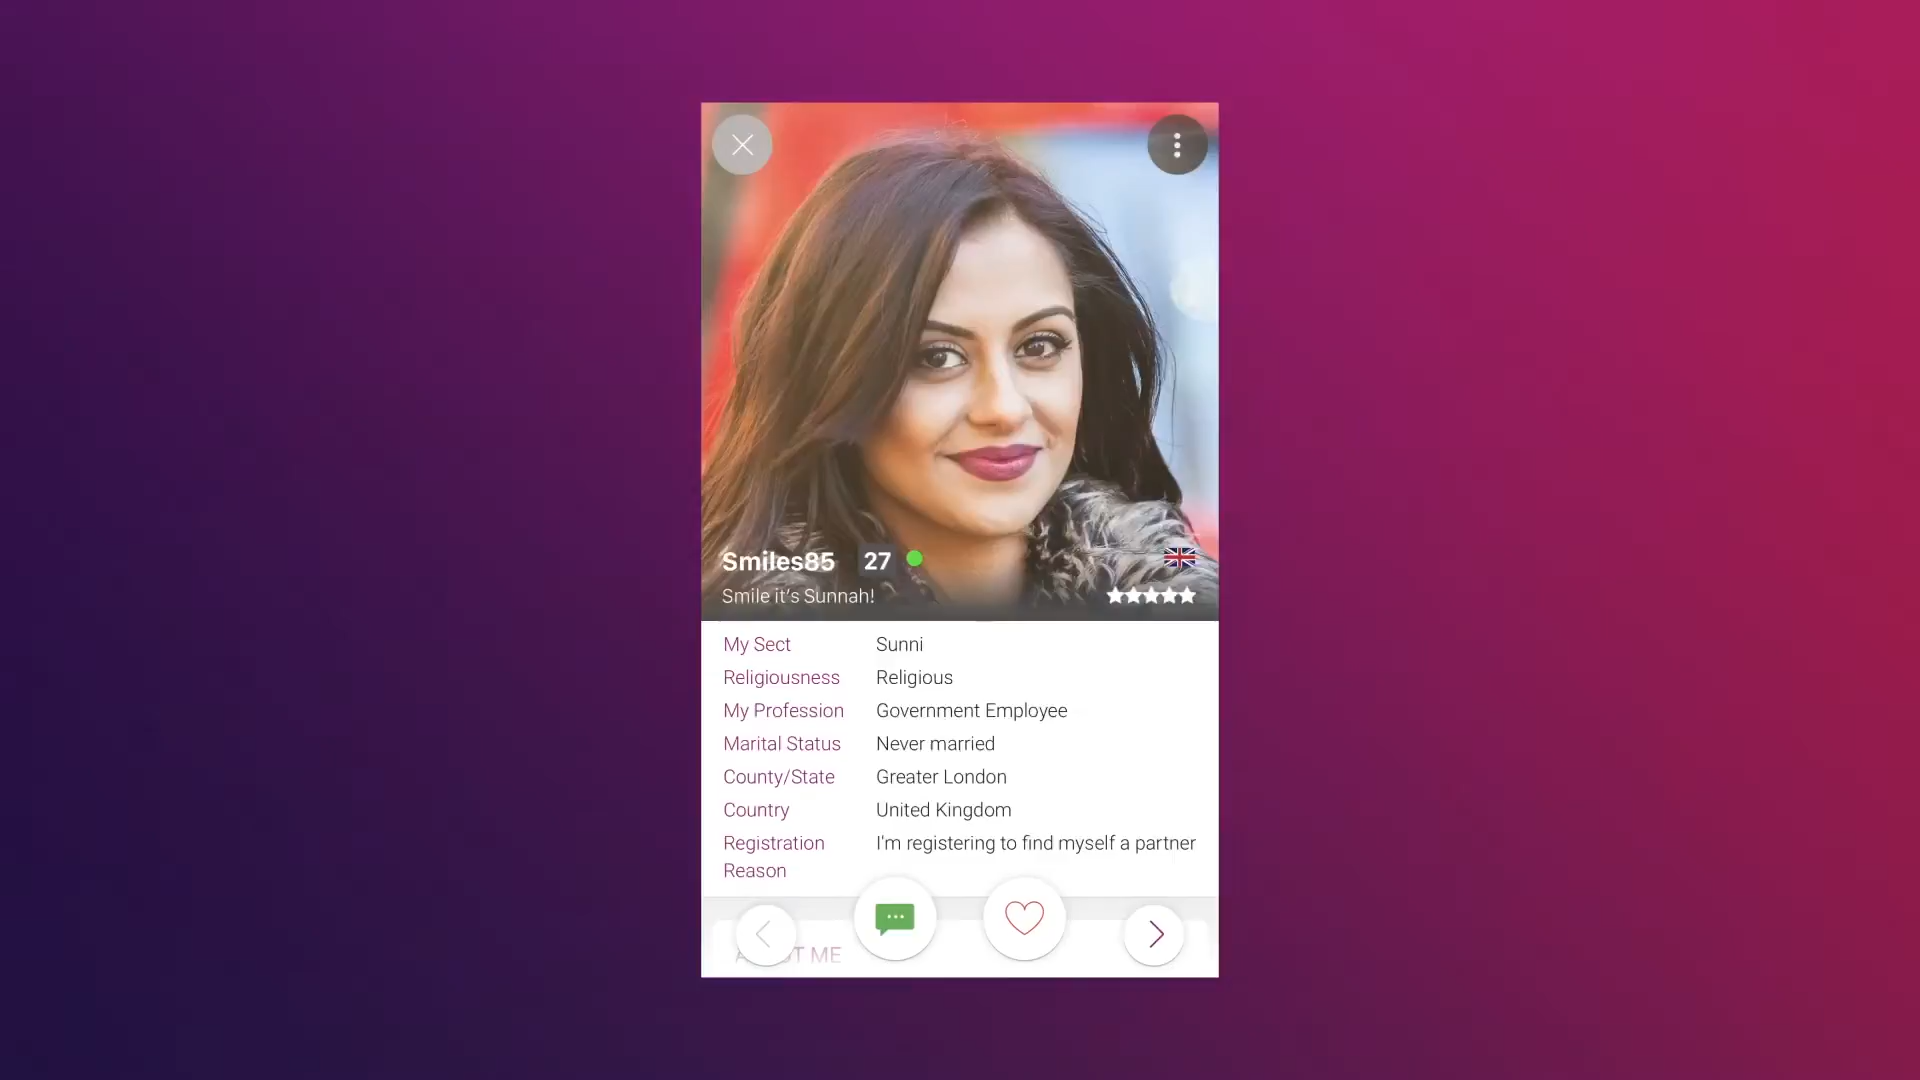 Smiles85 27
Smile it's Sunnah!
My Sect Sunni
Religiousness Religious
My Profession Government Employee
Marital Status Never married
County/State Greater London
Country United Kingdom
Registration Reason I'm registering to find myself a partner
ME